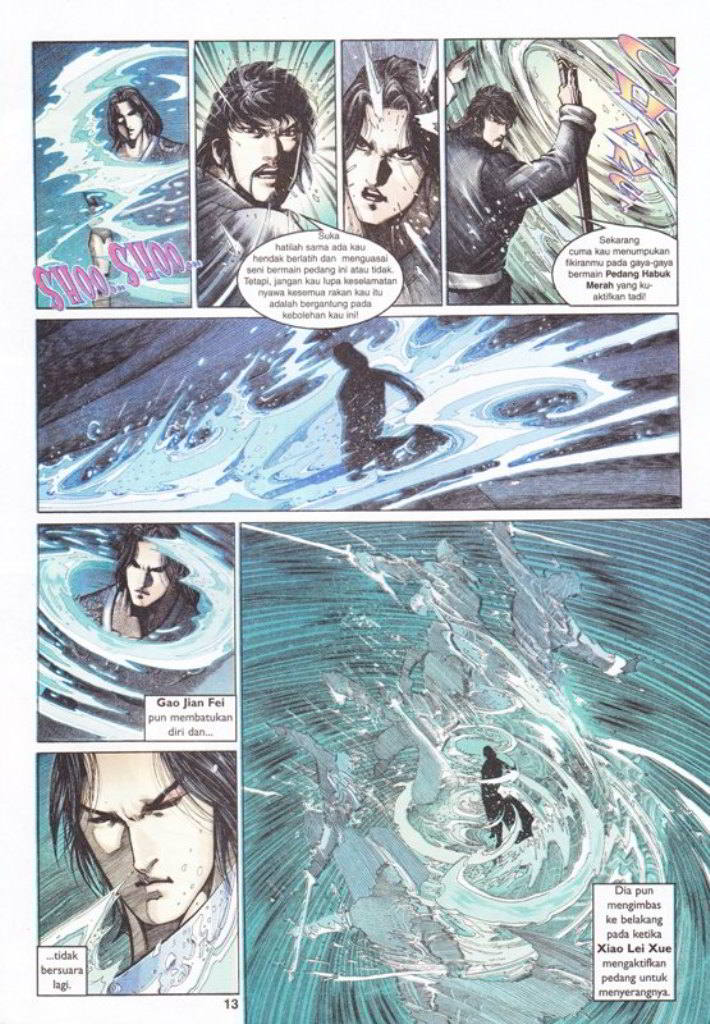 SHOO...
SHOO...
Suka
hatilah sama ada kau
hendak berlatih dan menguasai
seni bermain pedang ini atau tidak.
Tetapi, jangan kau lupa keselamatan
nyawa kesemua rakan kau itu
adalah bergantung pada
kebolehan kau ini!
CHANG
Sekarang
cuma kau menumpukan
fikiranmu pada gaya-gaya
bermain Pedang Habuk
Merah yang ku-
aktifkan tadi!
Gao Jian Fei
pun membatukan
diri dan...
...tidak
bersuara
lagi.
Dia pun
mengimbas
ke belakang
pada ketika
Xiao Lei Xue
mengaktifkan
pedang untuk
menyerangnya.
13